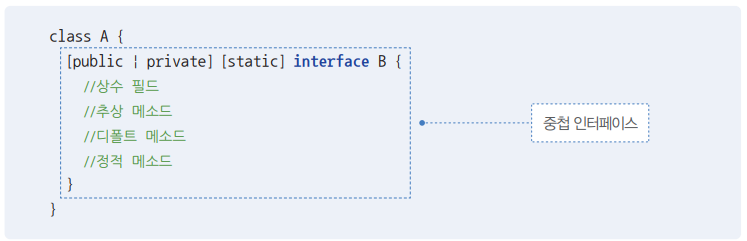 class A {
[public | private] [static] interface B {
//상수 필드
//추상 메소드
//디폴트 메소드
//정적 메소드
}
}
중첩 인터페이스